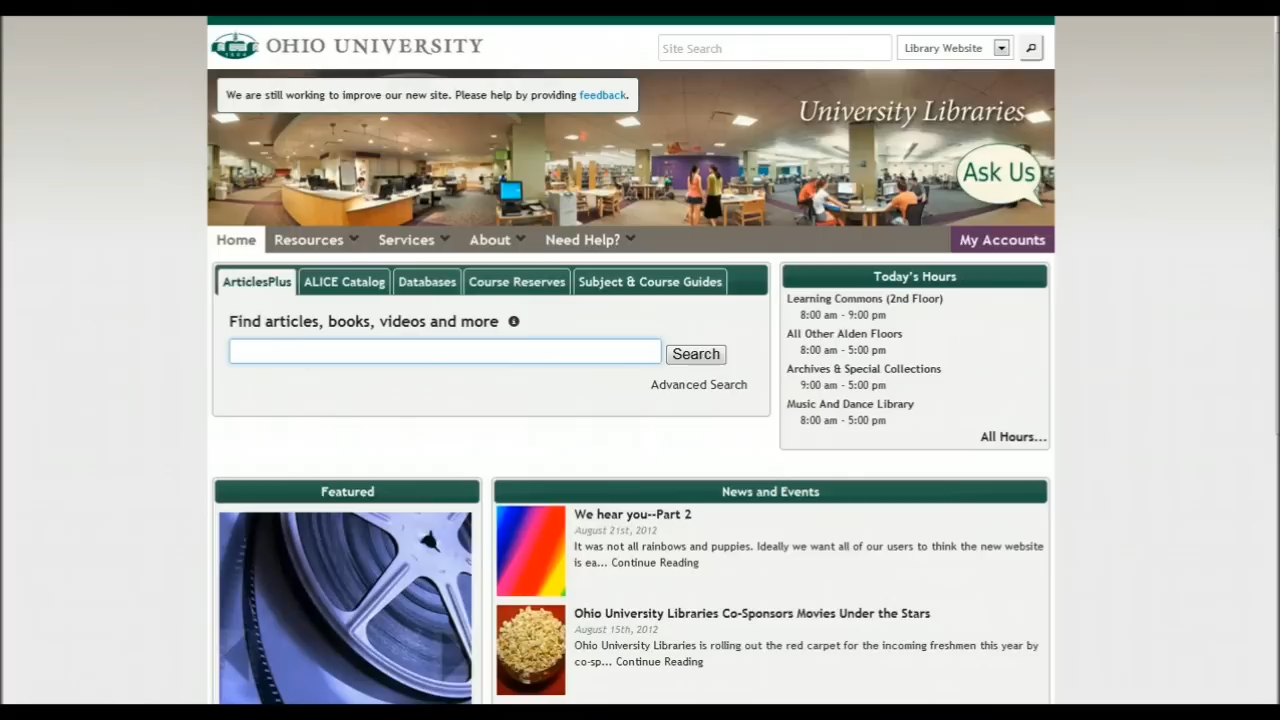 OHIO UNIVERSITY
Site Search
Library Website
We are still working to improve our new site. Please help by providing feedback.
University Libraries
Ask Us
Home
Resources
Services
About
Need Help?
My Accounts
ArticlesPlus
ALICE Catalog
Databases
Course Reserves
Subject & Course Guides
Find articles, books, videos and more
Search
Advanced Search
Today's Hours
Learning Commons (2nd Floor)
8:00 am - 9:00 pm
All Other Alden Floors
8:00 am - 5:00 pm
Archives & Special Collections
9:00 am - 5:00 pm
Music And Dance Library
8:00 am - 5:00 pm
All Hours...
Featured
News and Events
We hear you--Part 2
August 21st, 2012
It was not all rainbows and puppies. Ideally we want all of our users to think the new website
is ea... Continue Reading
Ohio University Libraries Co-Sponsors Movies Under the Stars
August 15th, 2012
Ohio University Libraries is rolling out the red carpet for the incoming freshmen this year by
co-sp... Continue Reading